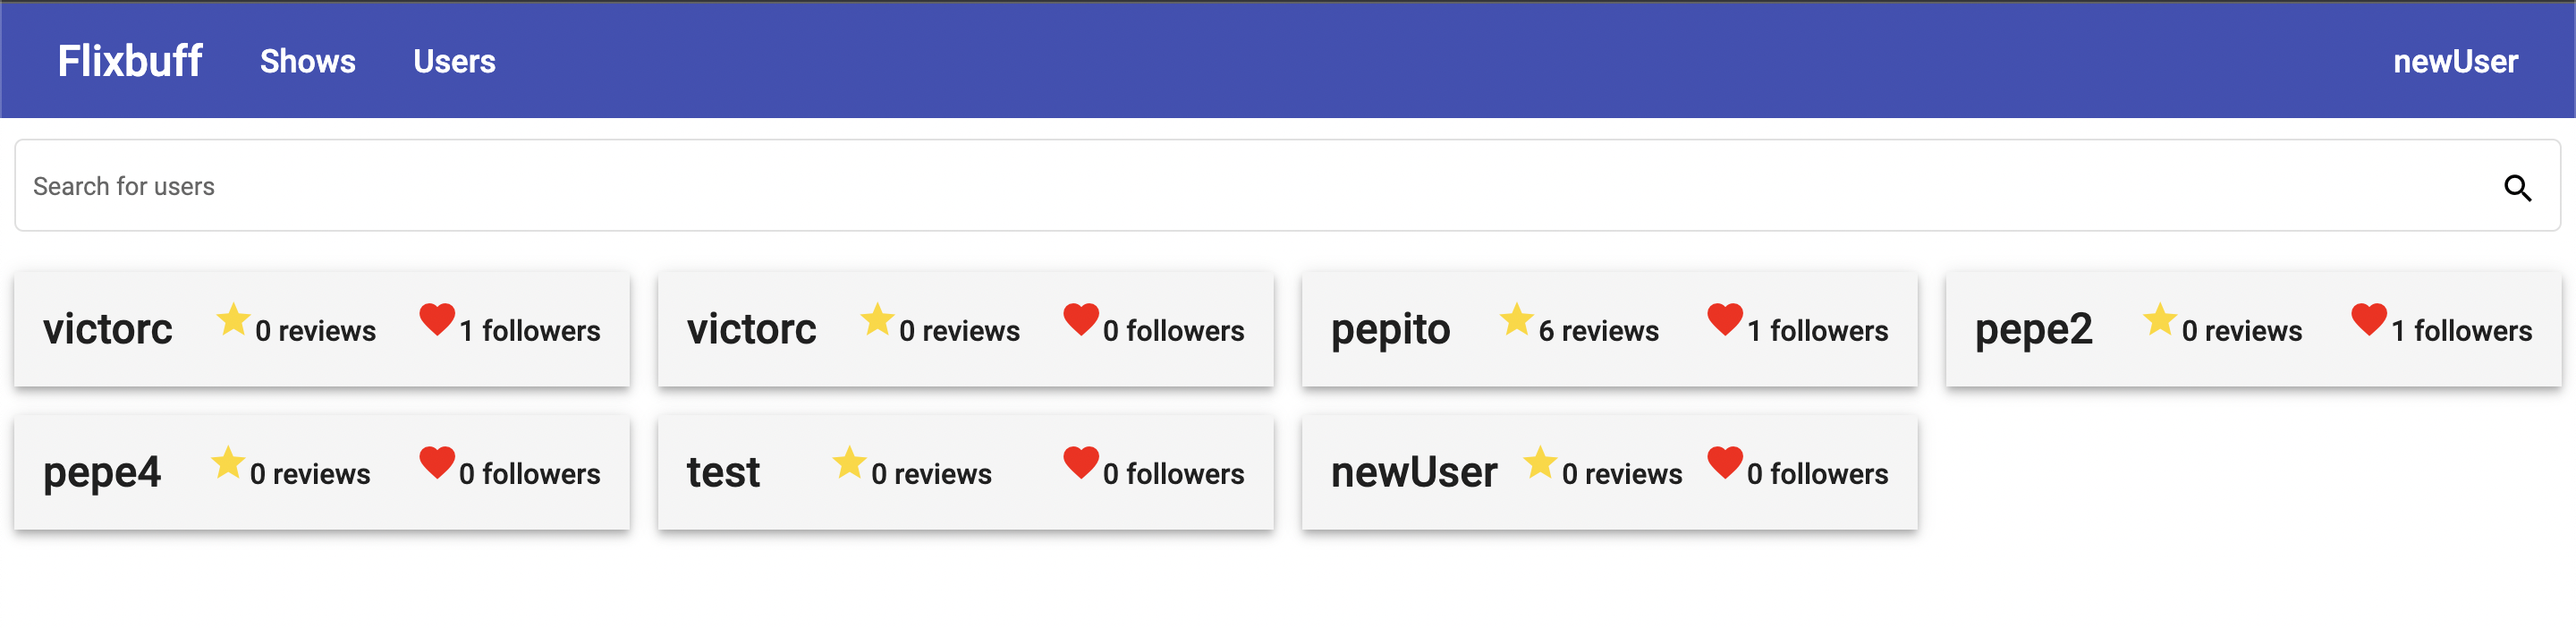 Flixbuff Shows Users newUser
Search for users
victorc 0 reviews 1 followers
victorc 0 reviews 0 followers
pepito 6 reviews 1 followers
pepe2 0 reviews 1 followers
pepe4 0 reviews 0 followers
test 0 reviews 0 followers
newUser 0 reviews 0 followers